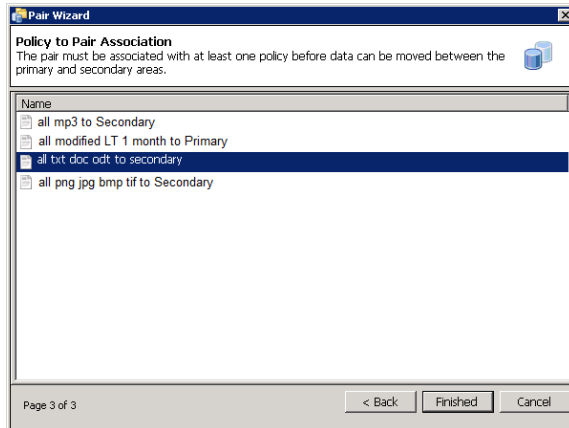 Pair Wizard
Policy to Pair Association
The pair must be associated with at least one policy before data can be moved between the
primary and secondary areas.
Name
all mp3 to Secondary
all modified LT 1 month to Primary
all txt doc odt to secondary
all png jpg bmp tif to Secondary
Page 3 of 3
< Back
Finished
Cancel